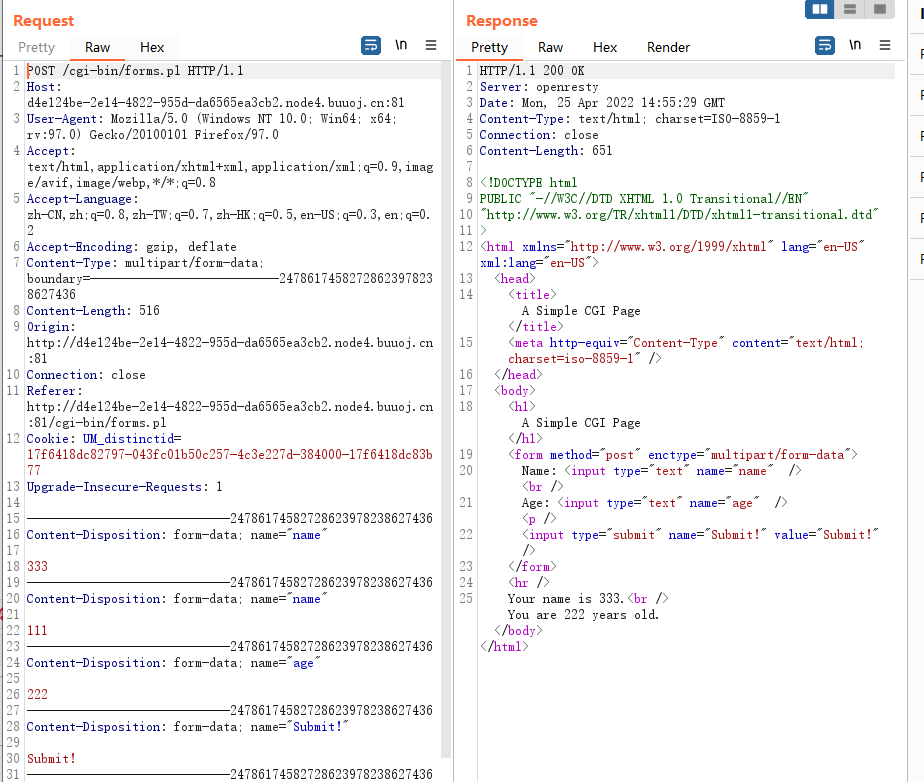 Request
Pretty Raw Hex
\n
1 POST /cgi-bin/forms.pl HTTP/1.1
2 Host:
d4e124be-2e14-4822-955d-da6565ea3cb2.node4.buuoj.cn:81
3 User-Agent: Mozilla/5.0 (Windows NT 10.0; Win64; x64;
rv:97.0) Gecko/20100101 Firefox/97.0
4 Accept:
text/html,application/xhtml+xml,application/xml;q=0.9,imag
e/avif,image/webp,*/*;q=0.8
5 Accept-Language:
zh-CN,zh;q=0.8,zh-TW;q=0.7,zh-HK;q=0.5,en-US;q=0.3,en;q=0.
2
6 Accept-Encoding: gzip, deflate
7 Content-Type: multipart/form-data;
boundary=---------------------------2478617458272862397823
8627436
8 Content-Length: 516
9 Origin:
http://d4e124be-2e14-4822-955d-da6565ea3cb2.node4.buuoj.cn
:81
10 Connection: close
11 Referer:
http://d4e124be-2e14-4822-955d-da6565ea3cb2.node4.buuoj.cn
:81/cgi-bin/forms.pl
12 Cookie: UM_distinctid=
17f6418dc82797-043fc01b50c257-4c3e227d-384000-17f6418dc83b
77
13 Upgrade-Insecure-Requests: 1
14
15 -----------------------------24786174582728623978238627436
16 Content-Disposition: form-data; name="name"
17
18 333
19 -----------------------------24786174582728623978238627436
20 Content-Disposition: form-data; name="name"
21
22 111
23 -----------------------------24786174582728623978238627436
24 Content-Disposition: form-data; name="age"
25
26 222
27 -----------------------------24786174582728623978238627436
28 Content-Disposition: form-data; name="Submit!"
29
30 Submit!
31 -----------------------------24786174582728623978238627436
Response
Pretty Raw Hex Render
\n
1 HTTP/1.1 200 OK
2 Server: openresty
3 Date: Mon, 25 Apr 2022 14:55:29 GMT
4 Content-Type: text/html; charset=ISO-8859-1
5 Connection: close
6 Content-Length: 651
7
8 <!DOCTYPE html
9 PUBLIC "-//W3C//DTD XHTML 1.0 Transitional//EN"
10 "http://www.w3.org/TR/xhtml1/DTD/xhtml1-transitional.dtd"
11 >
12 <html xmlns="http://www.w3.org/1999/xhtml" lang="en-US"
xml:lang="en-US">
13 <head>
14 <title>
A Simple CGI Page
</title>
15 <meta http-equiv="Content-Type" content="text/html;
charset=iso-8859-1" />
16 </head>
17 <body>
18 <h1>
A Simple CGI Page
</h1>
19 <form method="post" enctype="multipart/form-data">
20 Name: <input type="text" name="name" />
<br />
21 Age: <input type="text" name="age" />
<p />
22 <input type="submit" name="Submit!" value="Submit!"
/>
23 </form>
24 <hr />
25 Your name is 333.<br />
You are 222 years old.
</body>
</html>